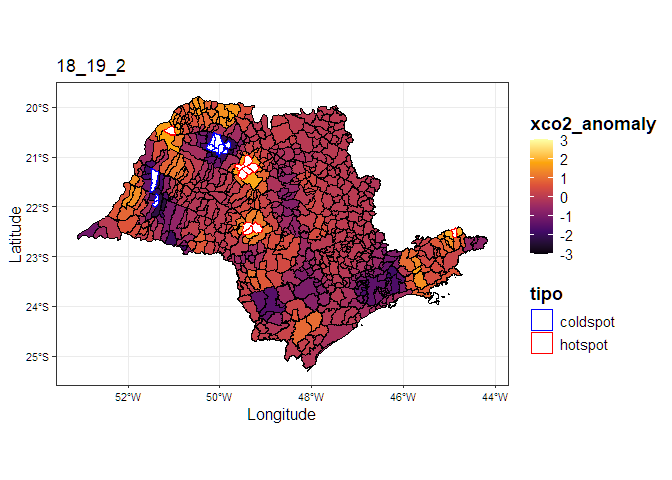 18_19_2
20°S
21°S
22°S
23°S
24°S
25°S
Latitude
52°W 50°W 48°W 46°W 44°W
Longitude
xco2_anomaly
3
2
1
0
-1
-2
-3
tipo
coldspot
hotspot